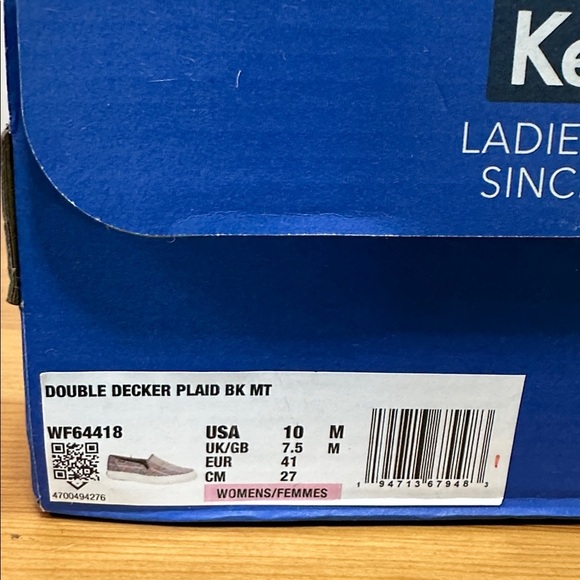 Ke
LADIE
SINC
DOUBLE DECKER PLAID BK MT
WF64418
USA 10 M
UK/GB 7.5 M
EUR 41
CM 27
WOMENS/FEMMES
4700494276
1 94713 67948 3